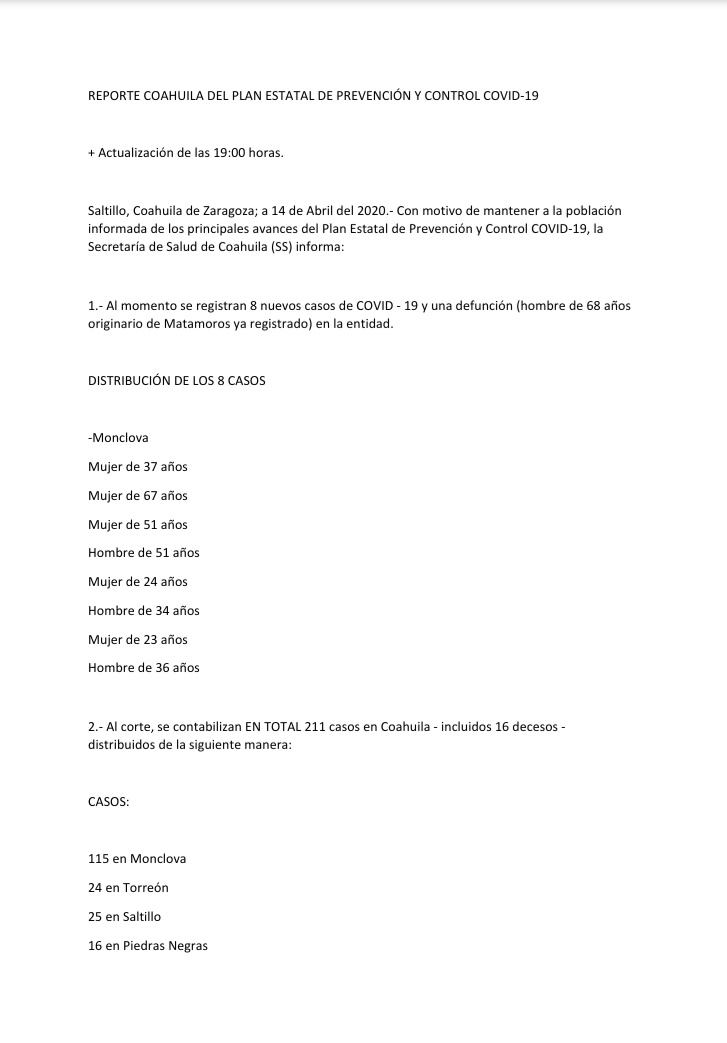 REPORTE COAHUILA DEL PLAN ESTATAL DE PREVENCIÓN Y CONTROL COVID-19
+ Actualización de las 19:00 horas.
Saltillo, Coahuila de Zaragoza; a 14 de Abril del 2020.- Con motivo de mantener a la población
informada de los principales avances del Plan Estatal de Prevención y Control COVID-19, la
Secretaría de Salud de Coahuila (SS) informa:
1.- Al momento se registran 8 nuevos casos de COVID - 19 y una defunción (hombre de 68 años
originario de Matamoros ya registrado) en la entidad.
DISTRIBUCIÓN DE LOS 8 CASOS
-Monclova
Mujer de 37 años
Mujer de 67 años
Mujer de 51 años
Hombre de 51 años
Mujer de 24 años
Hombre de 34 años
Mujer de 23 años
Hombre de 36 años
2.- Al corte, se contabilizan EN TOTAL 211 casos en Coahuila - incluidos 16 decesos -
distribuidos de la siguiente manera:
CASOS:
115 en Monclova
24 en Torreón
25 en Saltillo
16 en Piedras Negras